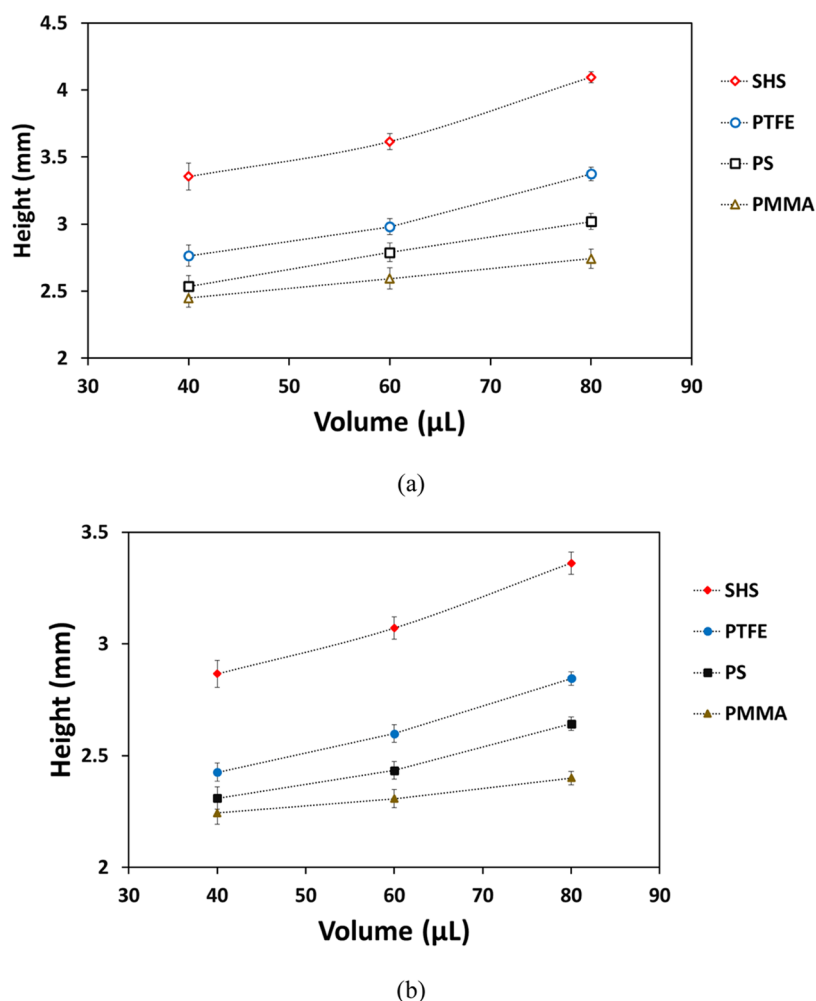 4.5
4
3.5
3
2.5
2
Height (mm)
30 40 50 60 70 80 90
Volume (µL)
SHS
PTFE
PS
PMMA
(a)
3.5
3
2.5
2
Height (mm)
30 40 50 60 70 80 90
Volume (µL)
SHS
PTFE
PS
PMMA
(b)